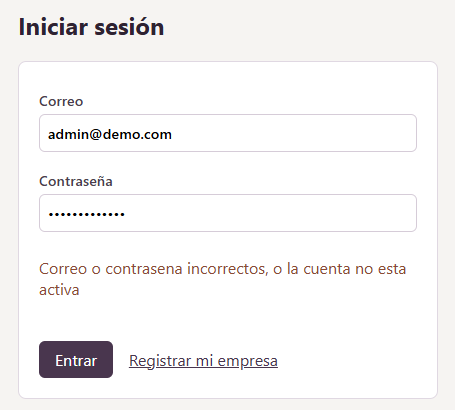 Iniciar sesión
Correo
admin@demo.com
Contraseña
•••••••••••••
Correo o contrasena incorrectos, o la cuenta no esta
activa
Entrar
Registrar mi empresa